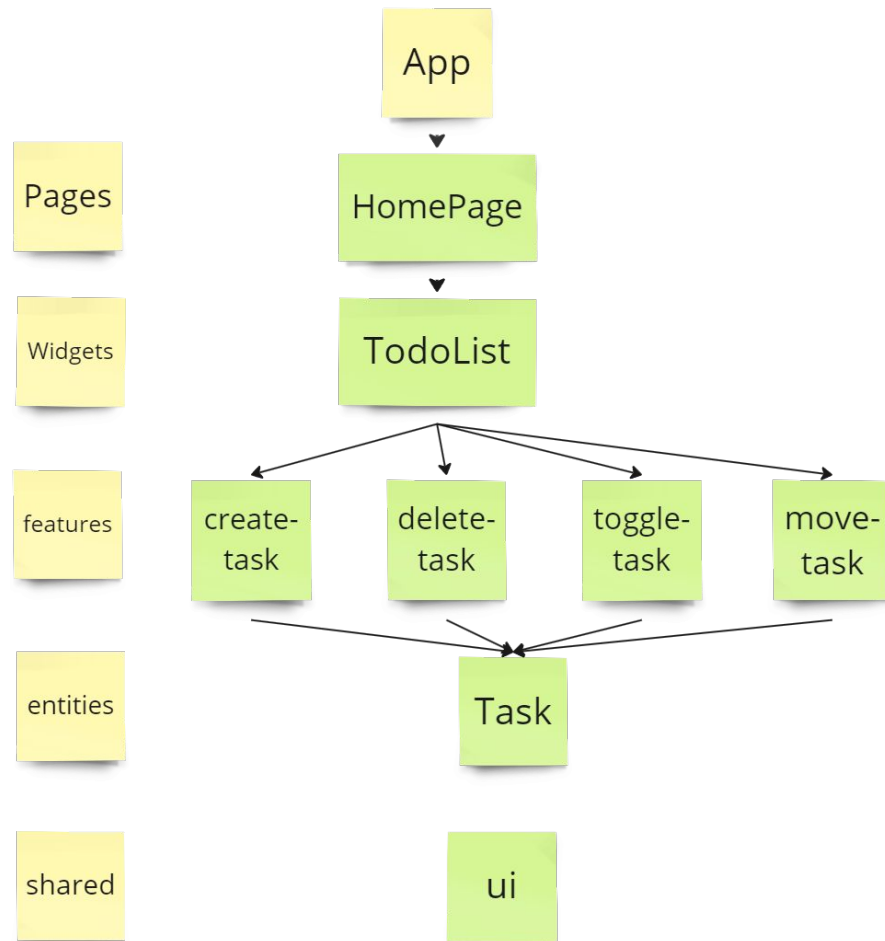 App
Pages
HomePage
Widgets
TodoList
features
create-
task
delete-
task
toggle-
task
move-
task
entities
Task
shared
ui